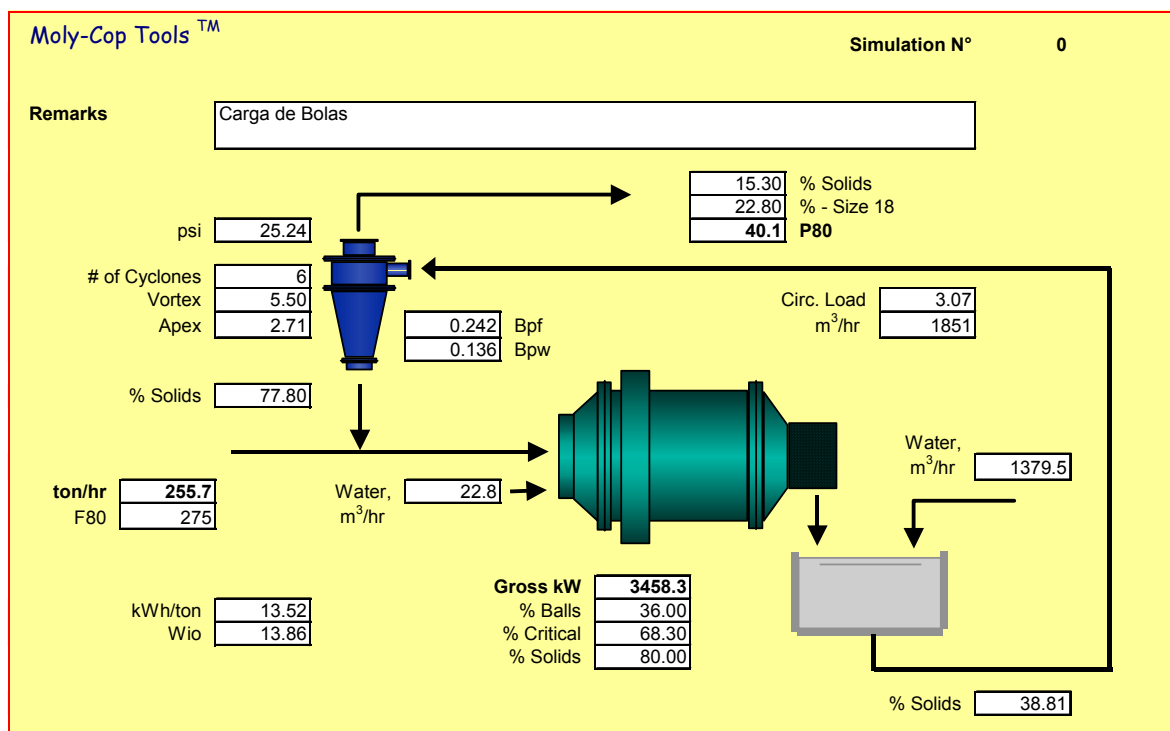 Moly-Cop Tools TM
Simulation N° 0
Remarks Carga de Bolas
15.30 % Solids
22.80 % - Size 18
40.1 P80
psi 25.24
# of Cyclones 6
Vortex 5.50
Apex 2.71
0.242 Bpf
0.136 Bpw
Circ. Load 3.07
m3/hr 1851
% Solids 77.80
ton/hr 255.7
F80 275
Water, m3/hr 22.8
Water, m3/hr 1379.5
kWh/ton 13.52
Wio 13.86
Gross kW 3458.3
% Balls 36.00
% Critical 68.30
% Solids 80.00
% Solids 38.81